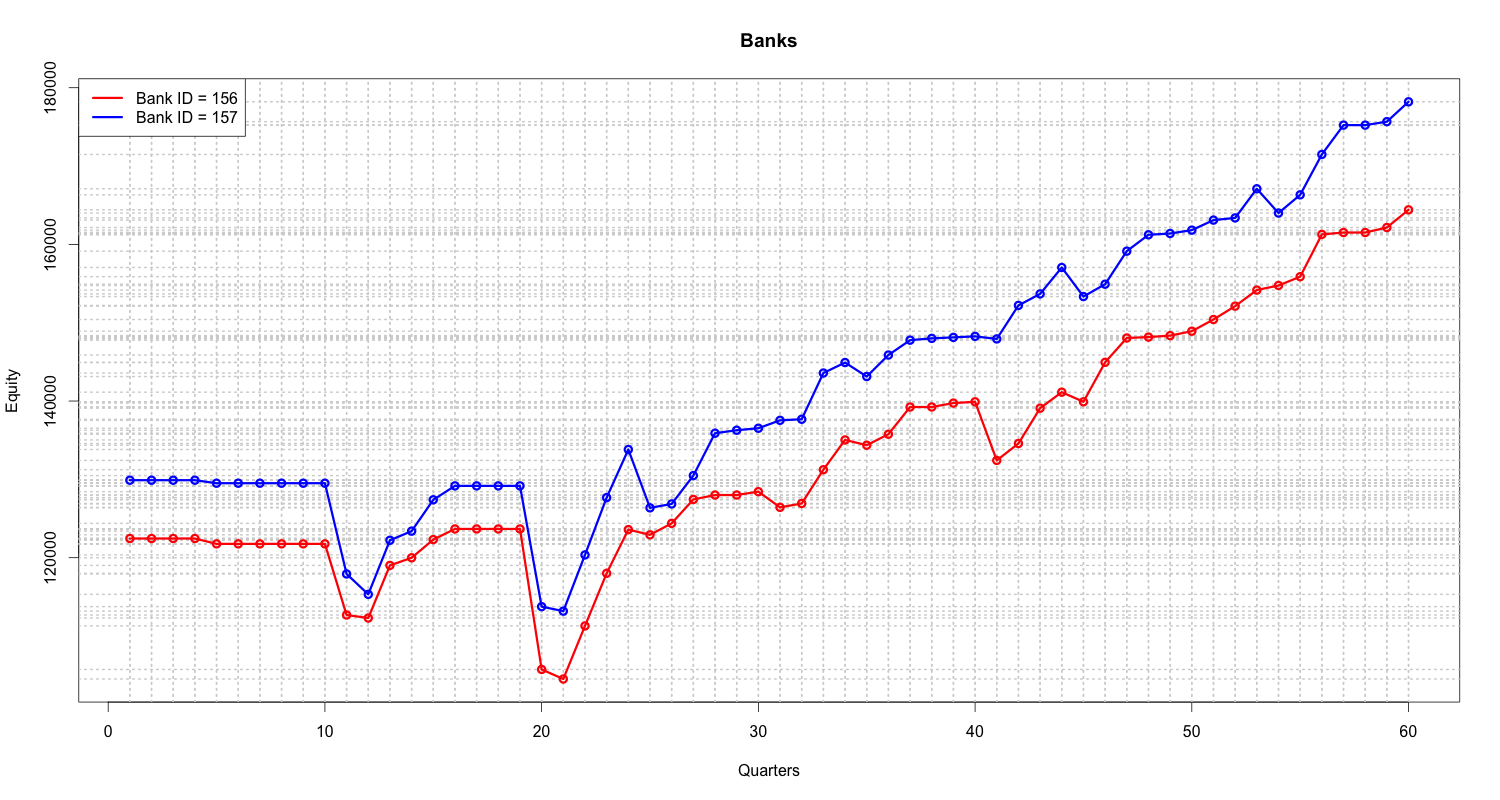 Banks
Bank ID = 156
Bank ID = 157
Equity
180000
160000
140000
120000
0 10 20 30 40 50 60
Quarters